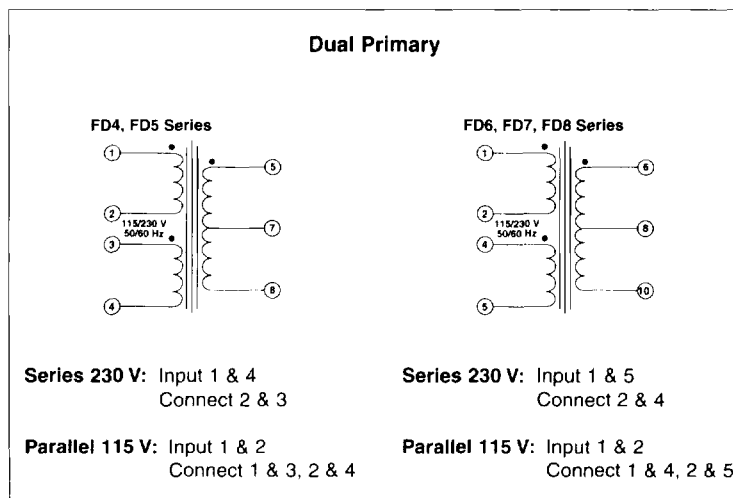 Dual Primary
FD4, FD5 Series
1
5
2
115/230 V
50/60 Hz
7
3
4
8
Series 230 V: Input 1 & 4
Connect 2 & 3
Parallel 115 V: Input 1 & 2
Connect 1 & 3, 2 & 4
FD6, FD7, FD8 Series
1
6
2
115/230 V
50/60 Hz
8
4
5
10
Series 230 V: Input 1 & 5
Connect 2 & 4
Parallel 115 V: Input 1 & 2
Connect 1 & 4, 2 & 5